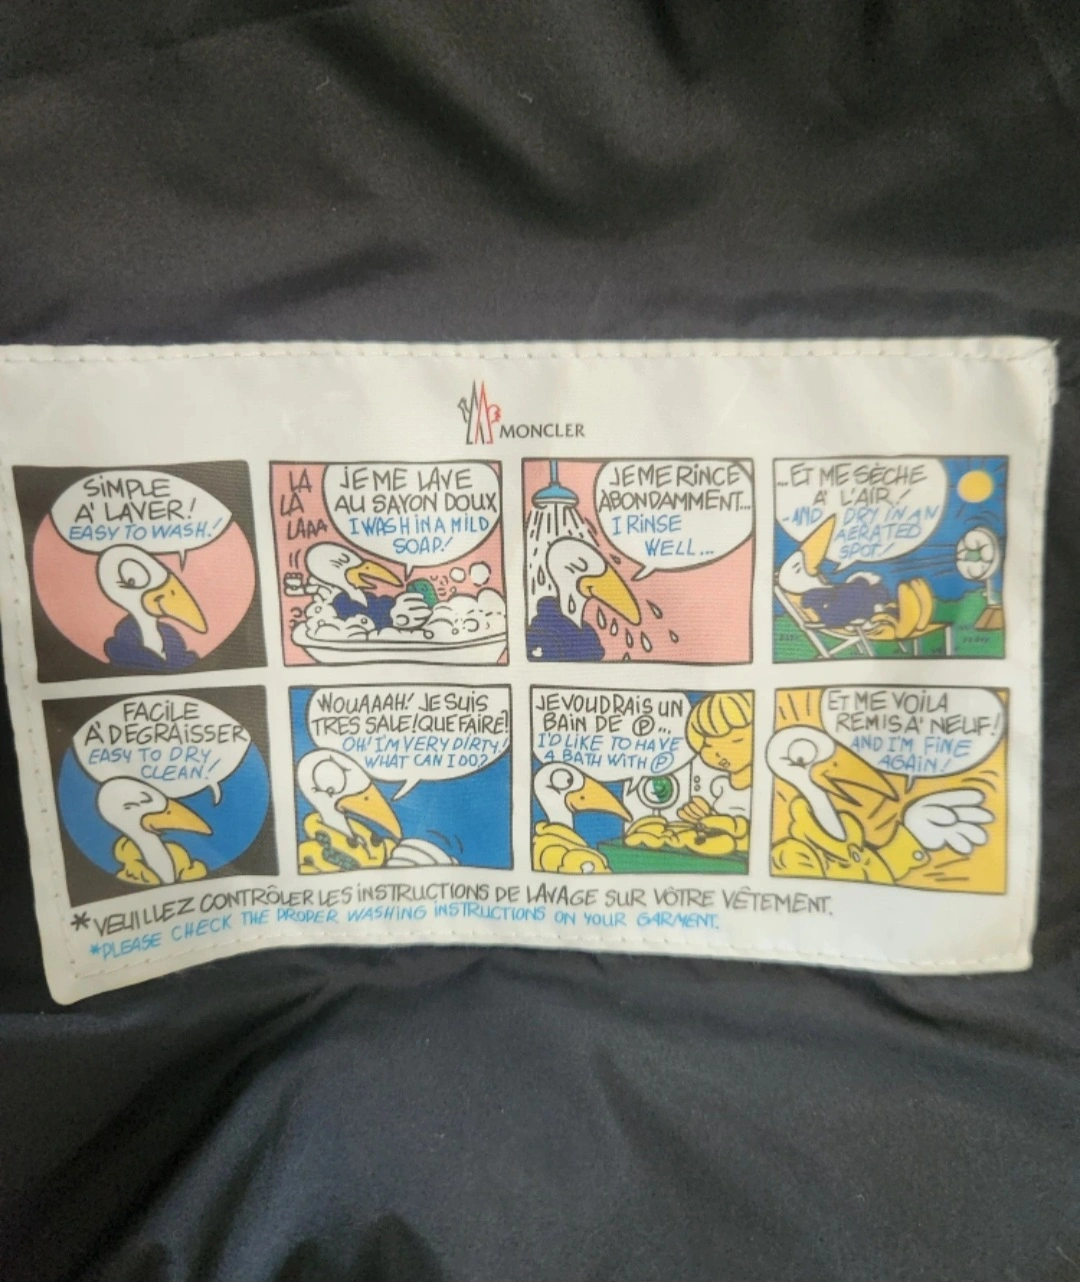 MONCLER
SIMPLE
A' LAVER!
EASY TO WASH!
LA
LA
LAAA
JE ME LAVE
AU SAVON DOUX
I WASH IN A MILD
SOAP!
JE ME RINCE
ABONDAMMENT...
I RINSE
WELL...
...ET ME SÈCHE
A' L'AIR!
-AND DRY IN AN
AERATED
SPOT!
FACILE
A' DEGRAISSER
EASY TO DRY
CLEAN!
WOUAAAH! JE SUIS
TRES SALE! QUE FAIRE?
OH! I'M VERY DIRTY!
WHAT CAN I DO?
JE VOUDRAIS UN
BAIN DE Ⓟ...
I'D LIKE TO HAVE
A BATH WITH Ⓟ
ET ME VOILA
REMIS A' NEUF!
AND I'M FINE
AGAIN!
*VEUILLEZ CONTRÔLER LES INSTRUCTIONS DE LAVAGE SUR VÔTRE VÊTEMENT.
*PLEASE CHECK THE PROPER WASHING INSTRUCTIONS ON YOUR GARMENT.